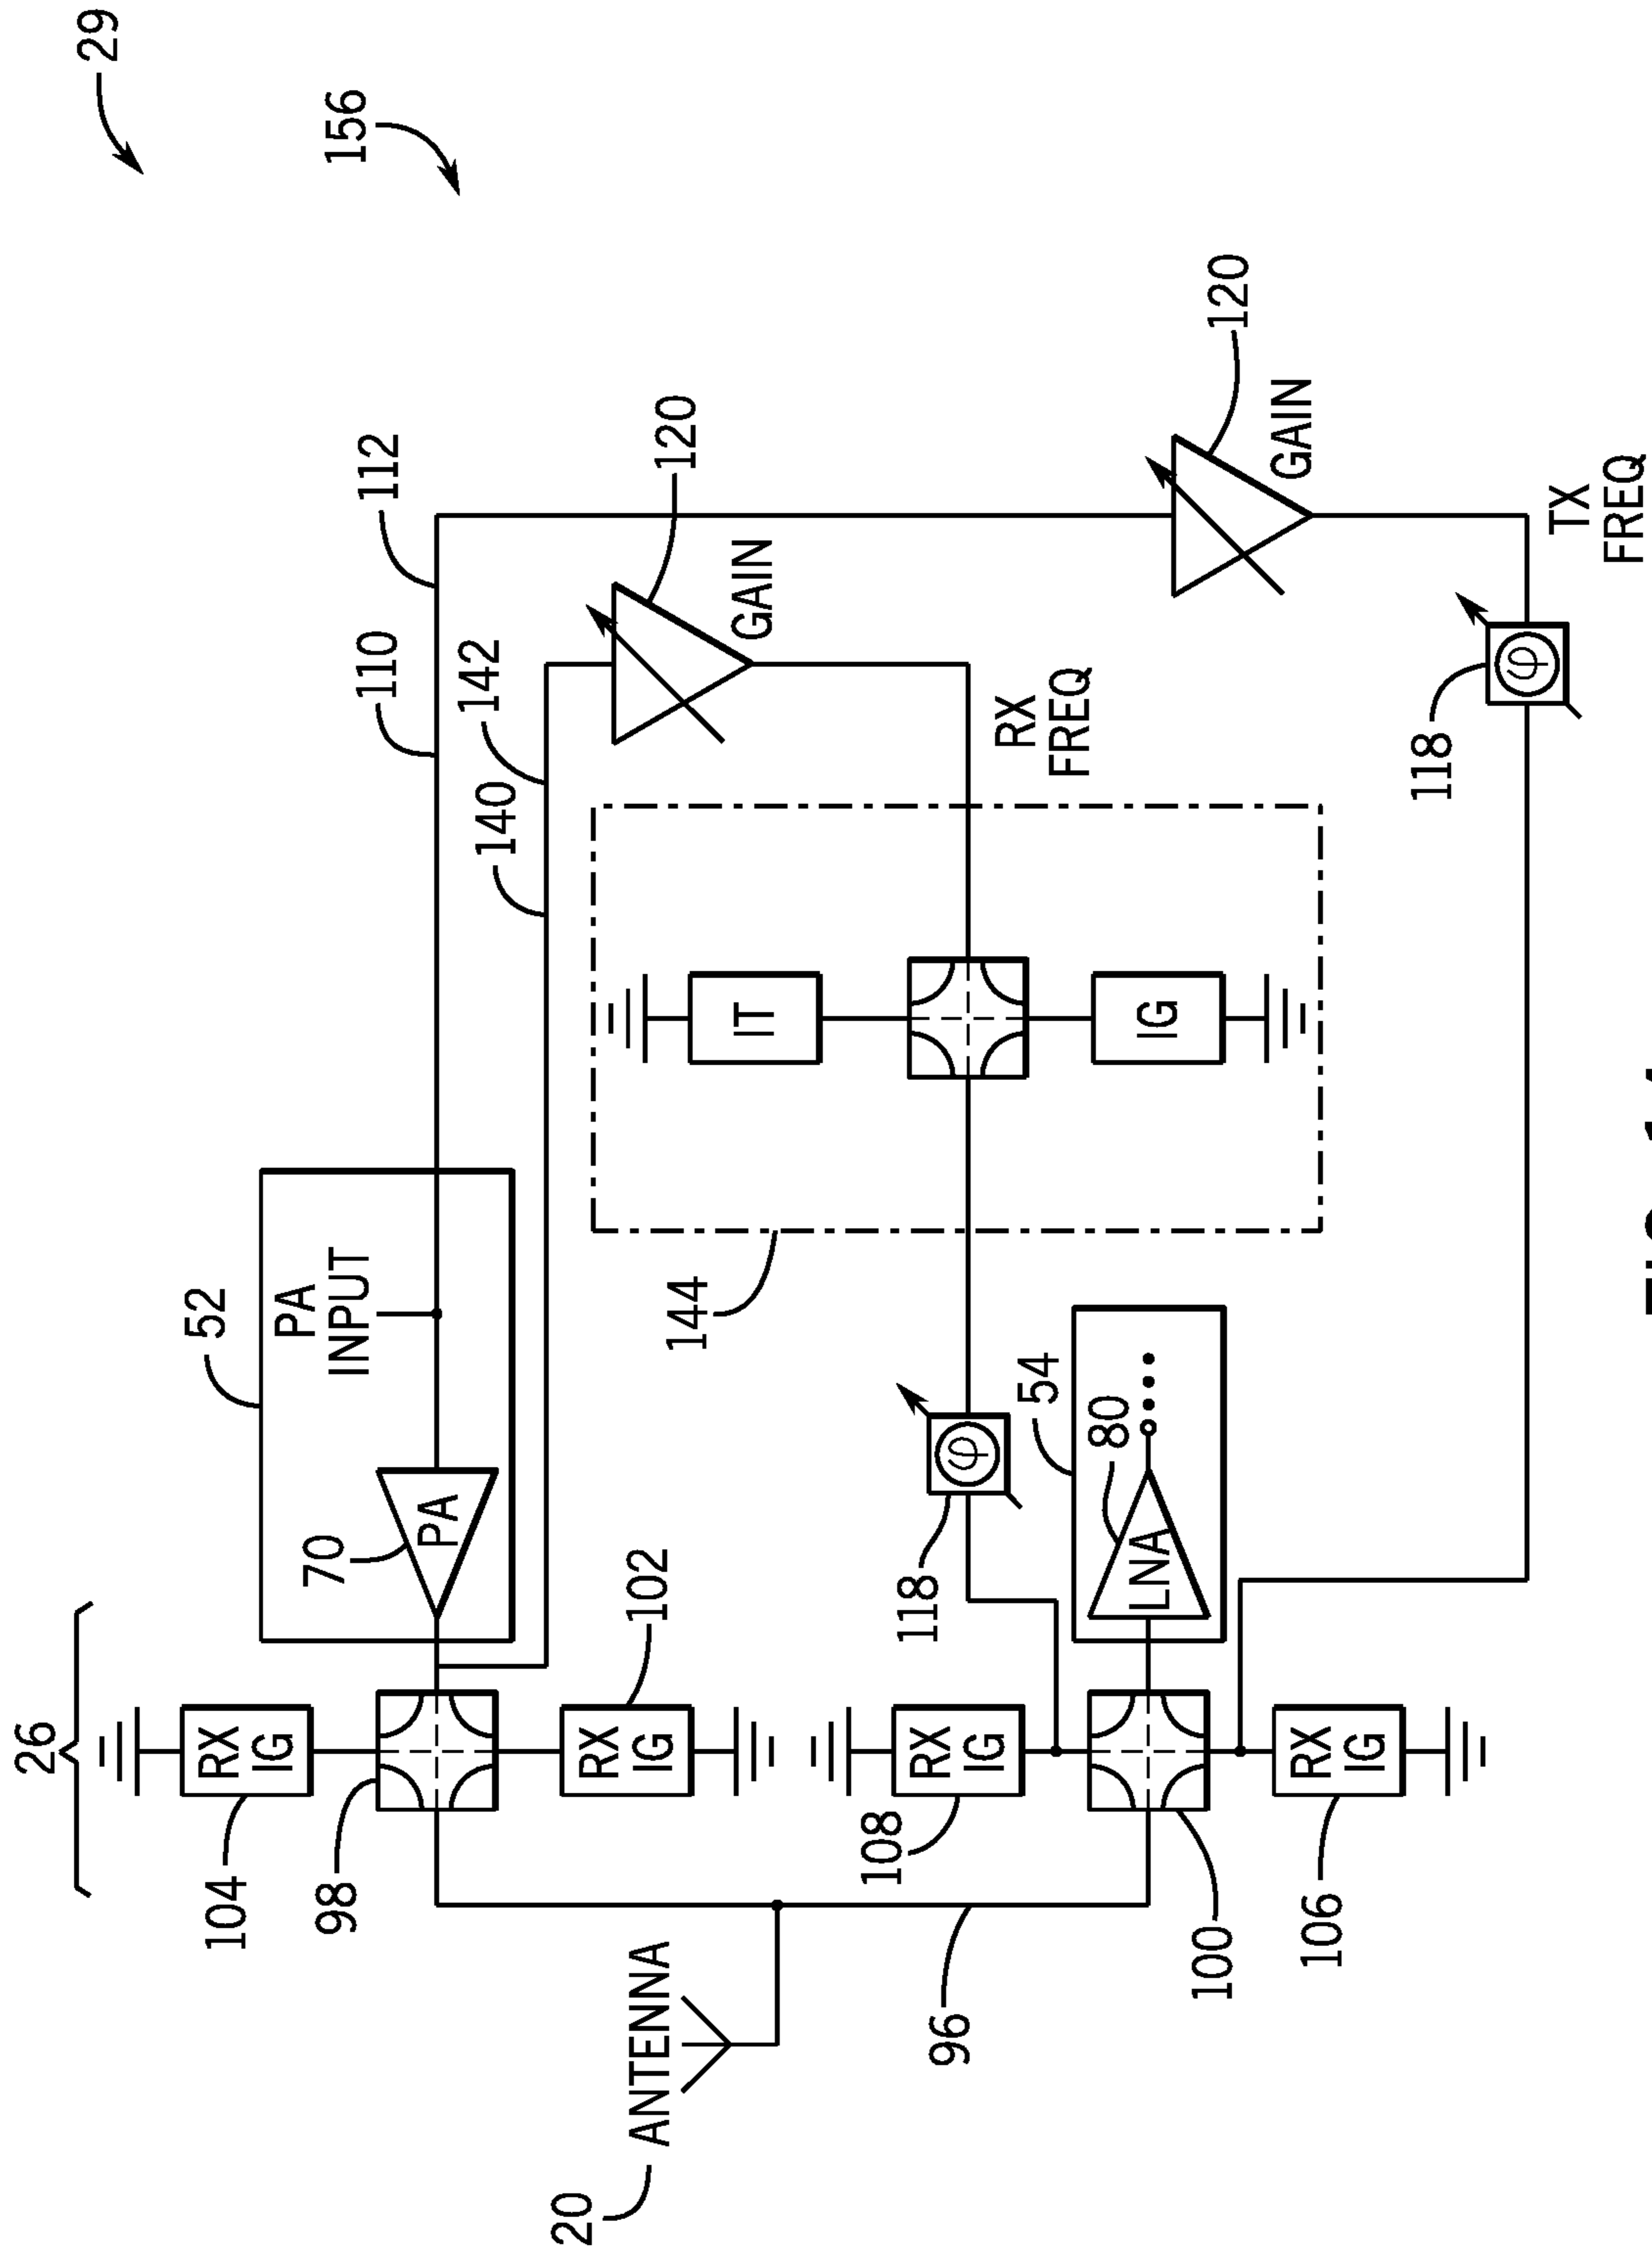 26
29
104
RX
IG
52
PA
INPUT
156
98
70
PA
110
112
142
140
20
ANTENNA
RX
IG
102
120
144
IT
GAIN
108
RX
IG
118
φ
96
RX
FREQ
54
80
LNA
IG
100
120
GAIN
106
RX
IG
118
φ
TX
FREQ